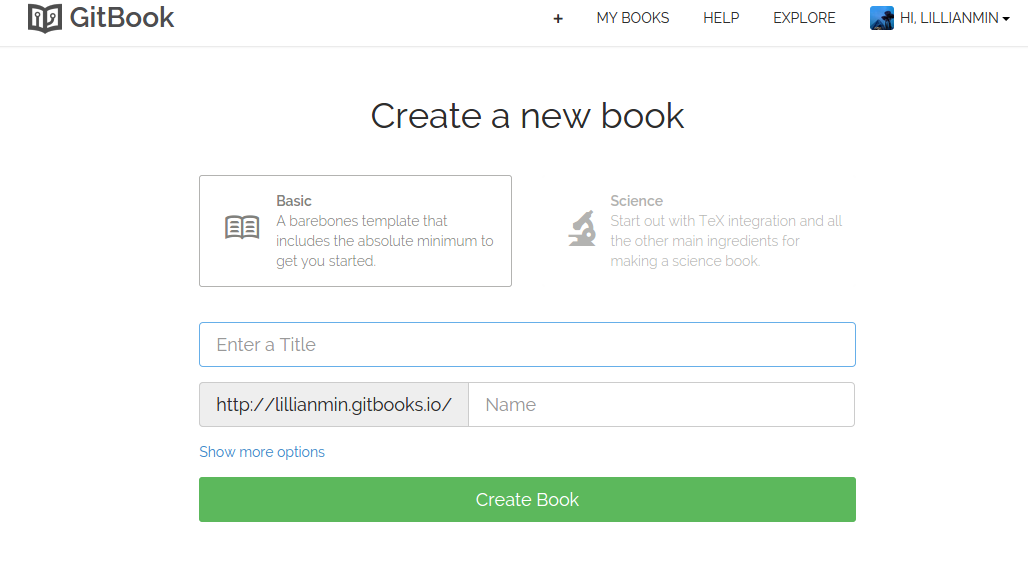 GitBook
+ MY BOOKS HELP EXPLORE HI, LILLIANMIN
Create a new book
Basic
A barebones template that
includes the absolute minimum to
get you started.
Science
Start out with TeX integration and all
the other main ingredients for
making a science book.
Enter a Title
http://lillianmin.gitbooks.io/ Name
Show more options
Create Book